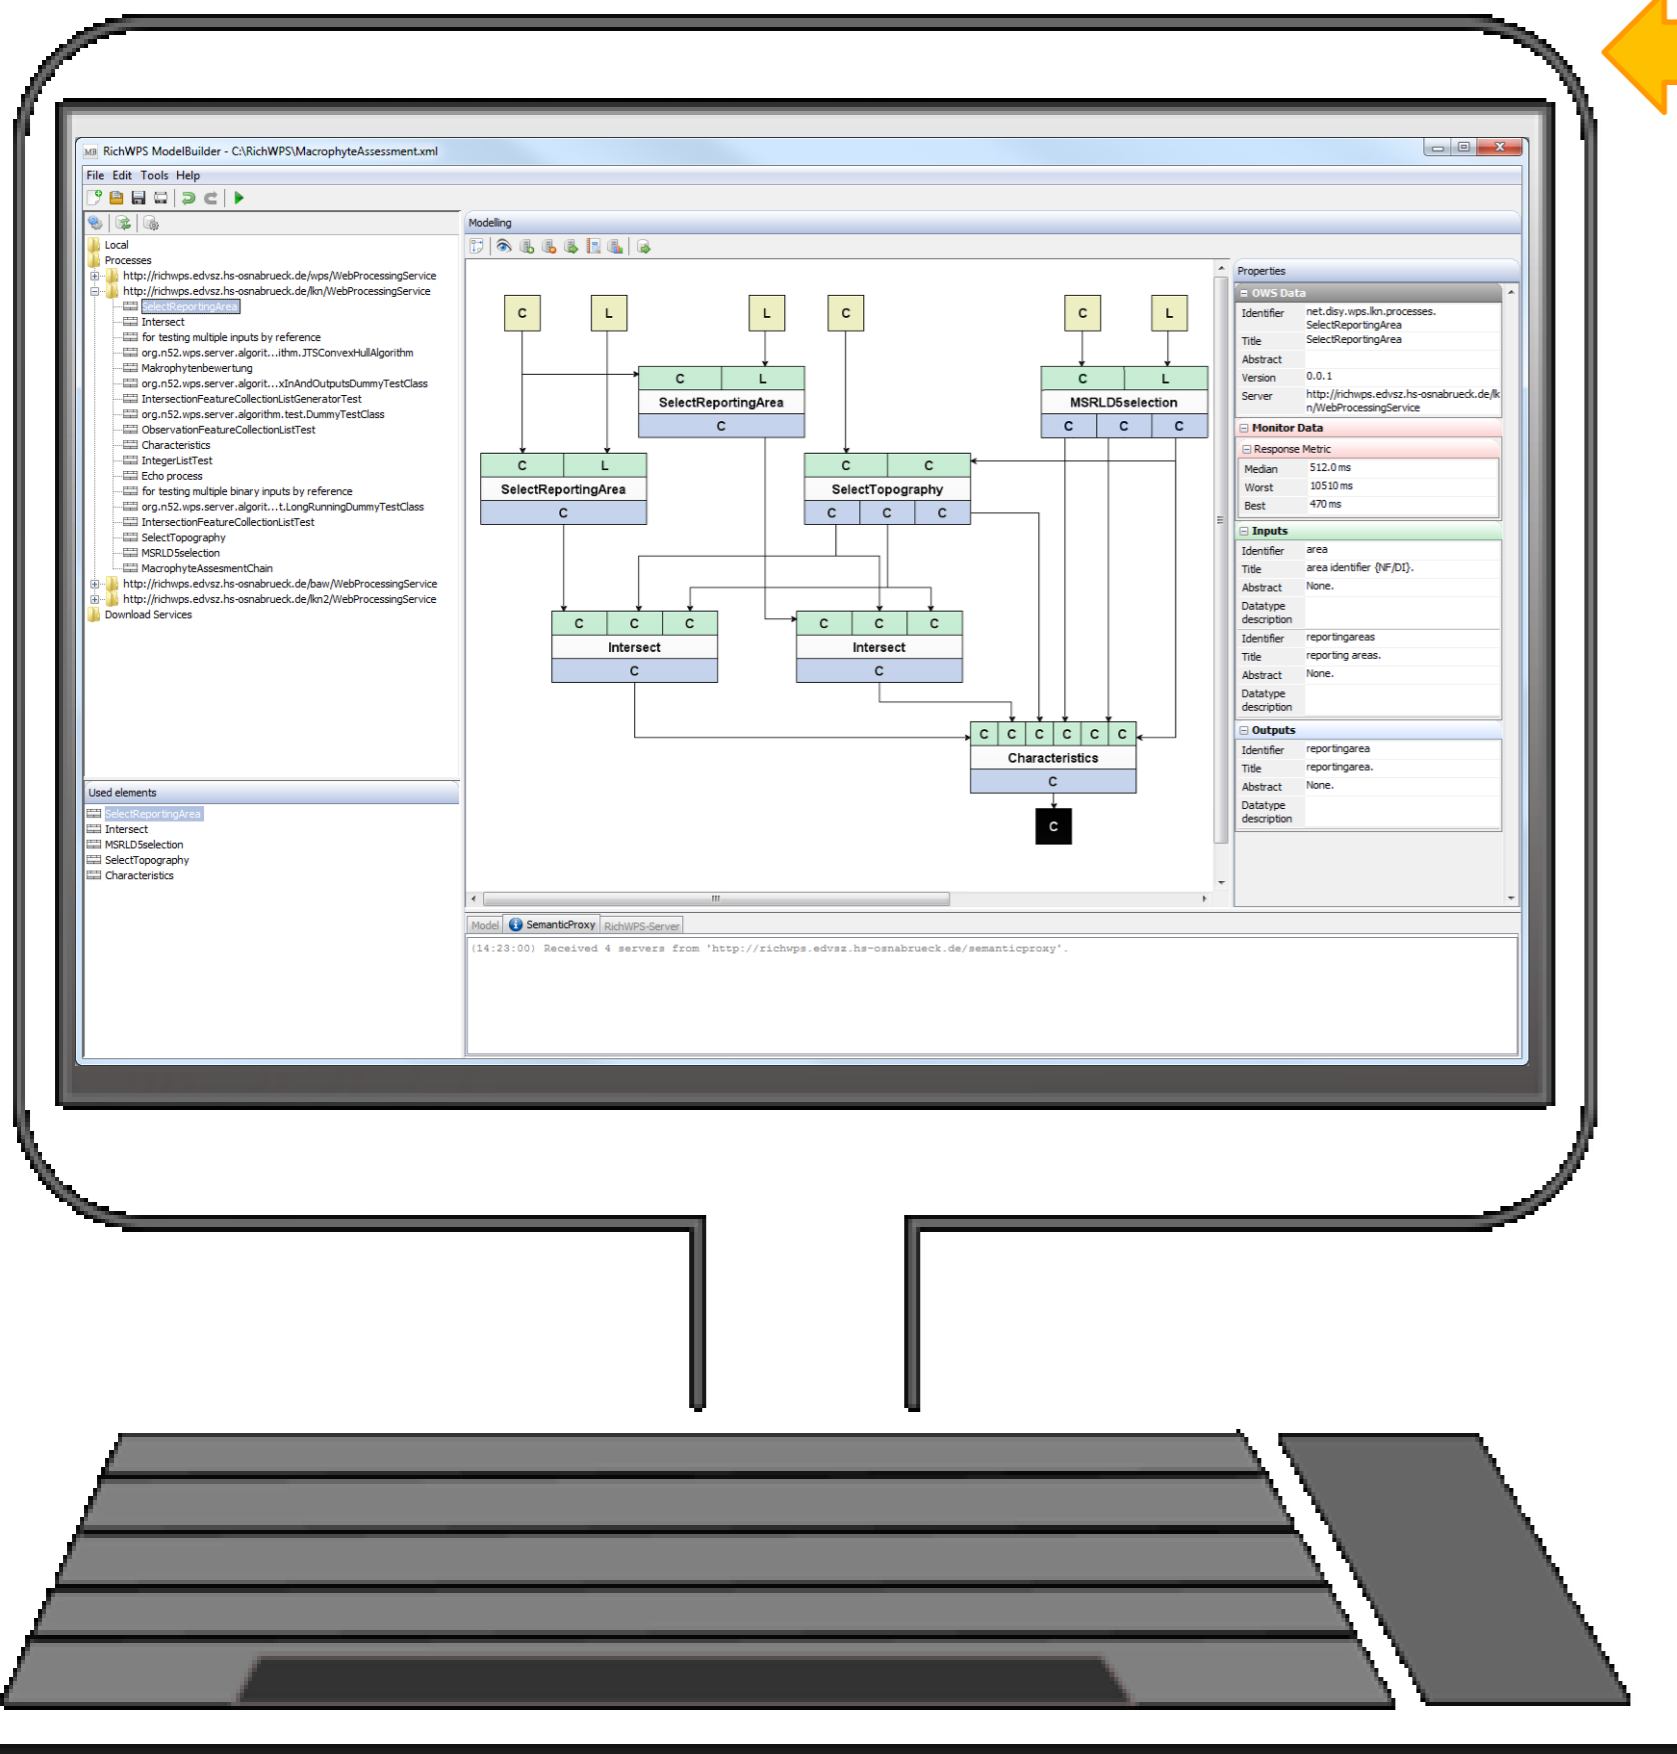 MB RichWPS ModelBuilder - C:\RichWPS\MacrophyteAssessment.xml
File Edit Tools Help
Local
Processes
http://richwps.edvsz.hs-osnabrueck.de/wps/WebProcessingService
http://richwps.edvsz.hs-osnabrueck.de/lkn/WebProcessingService
SelectReportingArea
Intersect
for testing multiple inputs by reference
org.n52.wps.server.algorit...ithm.JTSConvexHullAlgorithm
Makrophytenbewertung
org.n52.wps.server.algorit...xInAndOutputsDummyTestClass
IntersectionFeatureCollectionListGeneratorTest
org.n52.wps.server.algorithm.test.DummyTestClass
ObservationFeatureCollectionListTest
Characteristics
IntegerListTest
Echo process
for testing multiple binary inputs by reference
org.n52.wps.server.algorit...t.LongRunningDummyTestClass
IntersectionFeatureCollectionListTest
SelectTopography
MSRLD5selection
MacrophyteAssesmentChain
http://richwps.edvsz.hs-osnabrueck.de/baw/WebProcessingService
http://richwps.edvsz.hs-osnabrueck.de/lkn2/WebProcessingService
Download Services
Used elements
SelectReportingArea
Intersect
MSRLD5selection
SelectTopography
Characteristics
Modelling
C L L C C L
C L
SelectReportingArea
C
C L
MSRLD5selection
C C C
C L
SelectReportingArea
C
C C
SelectTopography
C C C
C C C
Intersect
C
C C C
Intersect
C
C C C C C C
Characteristics
C
C
Properties
OWS Data
Identifier net.disy.wps.lkn.processes.
SelectReportingArea
Title SelectReportingArea
Abstract
Version 0.0.1
Server http://richwps.edvsz.hs-osnabrueck.de/lk
n/WebProcessingService
Monitor Data
Response Metric
Median 512.0 ms
Worst 10510 ms
Best 470 ms
Inputs
Identifier area
Title area identifier {NF/DI}.
Abstract None.
Datatype
description
Identifier reportingareas
Title reporting areas.
Abstract None.
Datatype
description
Outputs
Identifier reportingarea
Title reportingarea.
Abstract None.
Datatype
description
Model SemanticProxy RichWPS-Server
(14:23:00) Received 4 servers from 'http://richwps.edvsz.hs-osnabrueck.de/semanticproxy'.